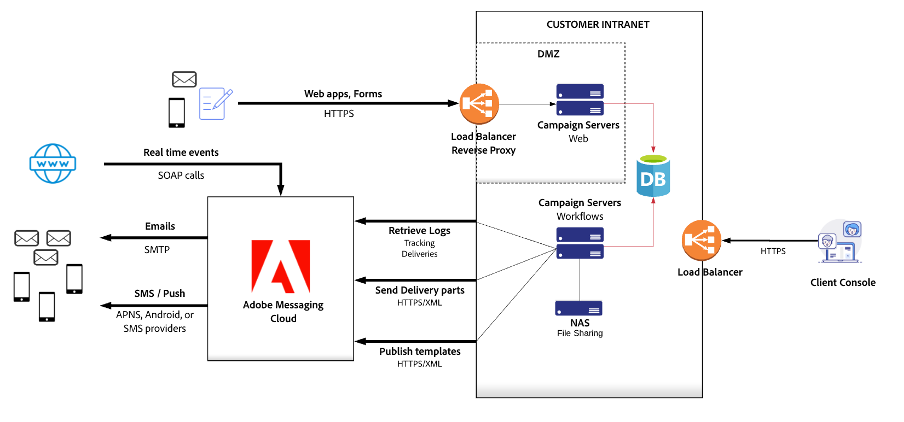 CUSTOMER INTRANET
DMZ
Web apps, Forms
HTTPS
Load Balancer
Reverse Proxy
Campaign Servers
Web
WWW
Real time events
SOAP calls
DB
Campaign Servers
Workflows
Emails
SMTP
Retrieve Logs
Tracking
Deliveries
HTTPS
Load Balancer
Client Console
SMS / Push
APNS, Android, or
SMS providers
Adobe Messaging
Cloud
Send Delivery parts
HTTPS/XML
NAS
File Sharing
Publish templates
HTTPS/XML